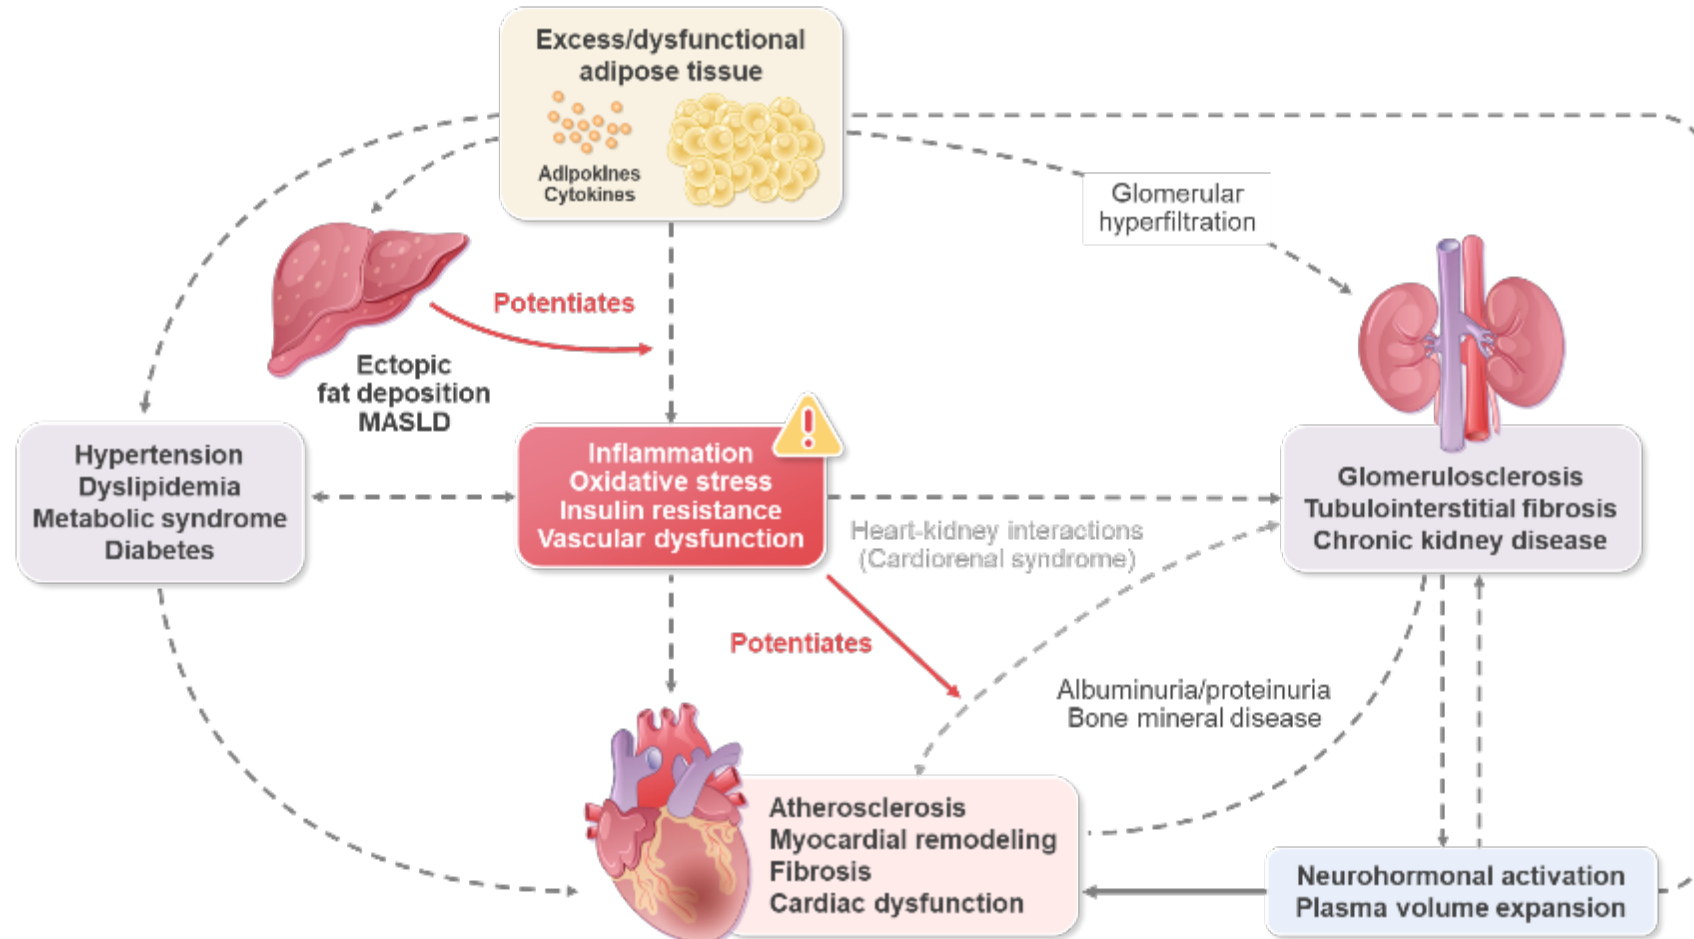 Excess/dysfunctional
adipose tissue
Adipokines
Cytokines
Glomerular
hyperfiltration
Potentiates
Ectopic
fat deposition
MASLD
Hypertension
Dyslipidemia
Metabolic syndrome
Diabetes
Inflammation
Oxidative stress
Insulin resistance
Vascular dysfunction
Heart-kidney interactions
(Cardiorenal syndrome)
Glomerulosclerosis
Tubulointerstitial fibrosis
Chronic kidney disease
Potentiates
Albuminuria/proteinuria
Bone mineral disease
Atherosclerosis
Myocardial remodeling
Fibrosis
Cardiac dysfunction
Neurohormonal activation
Plasma volume expansion